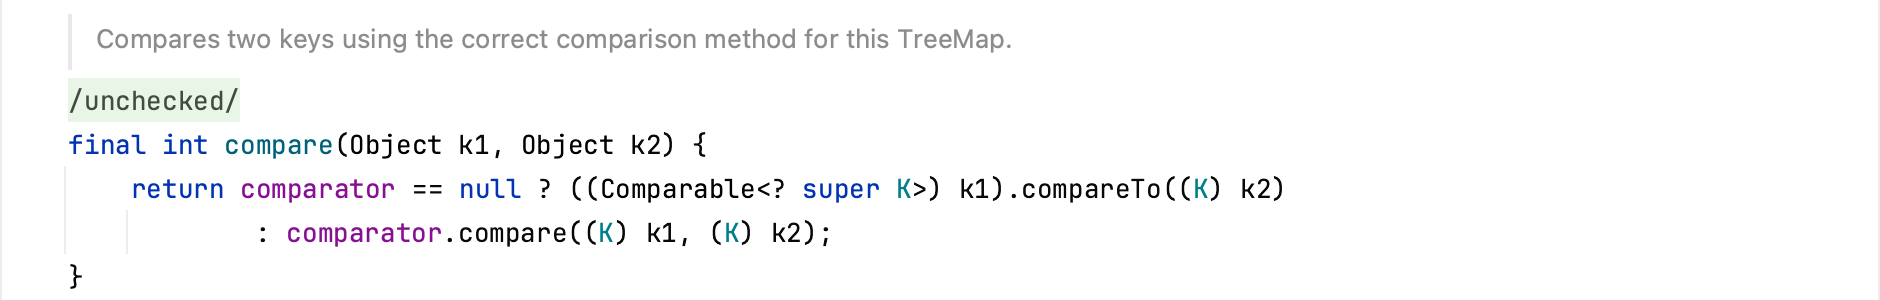 Compares two keys using the correct comparison method for this TreeMap.
/unchecked/
final int compare(Object k1, Object k2) {
    return comparator == null ? ((Comparable<? super K>) k1).compareTo((K) k2)
            : comparator.compare((K) k1, (K) k2);
}